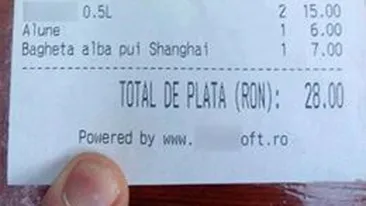 0.5L 2 15.00
Alune 1 6.00
Bagheta alba pui Shanghai 1 7.00
TOTAL DE PLATA (RON): 28.00
Powered by www. oft.ro